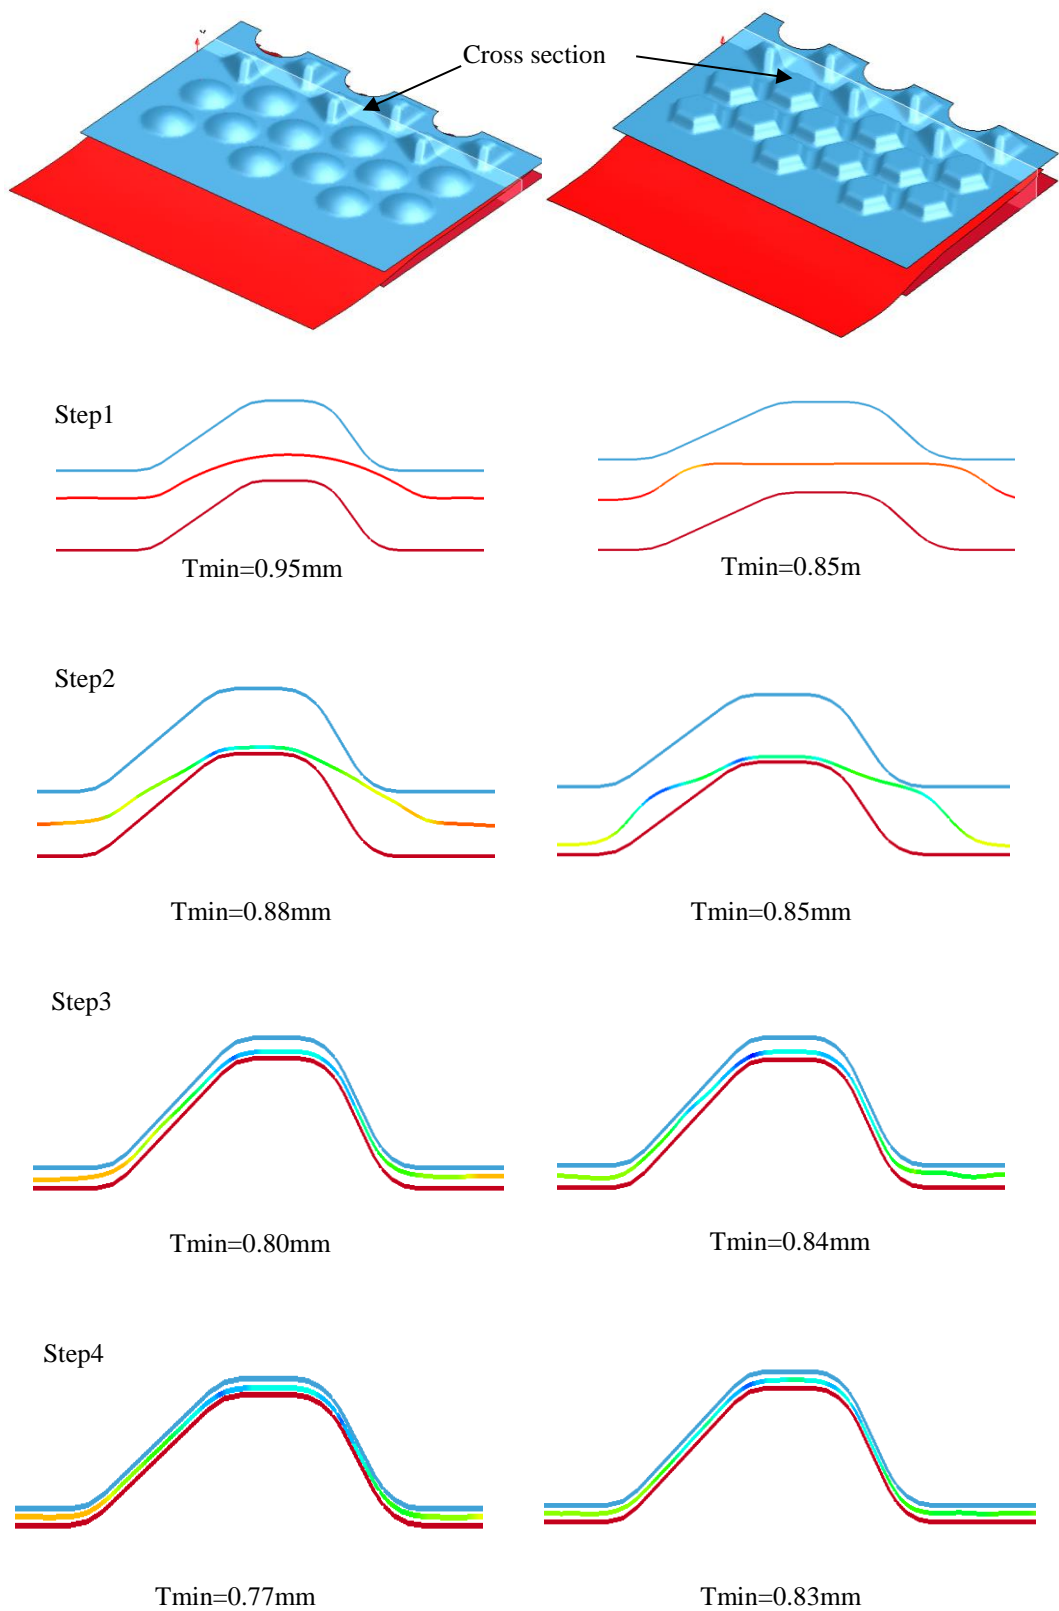 Cross section
Step1
Tmin=0.95mm
Tmin=0.85m
Step2
Tmin=0.88mm
Tmin=0.85mm
Step3
Tmin=0.80mm
Tmin=0.84mm
Step4
Tmin=0.77mm
Tmin=0.83mm